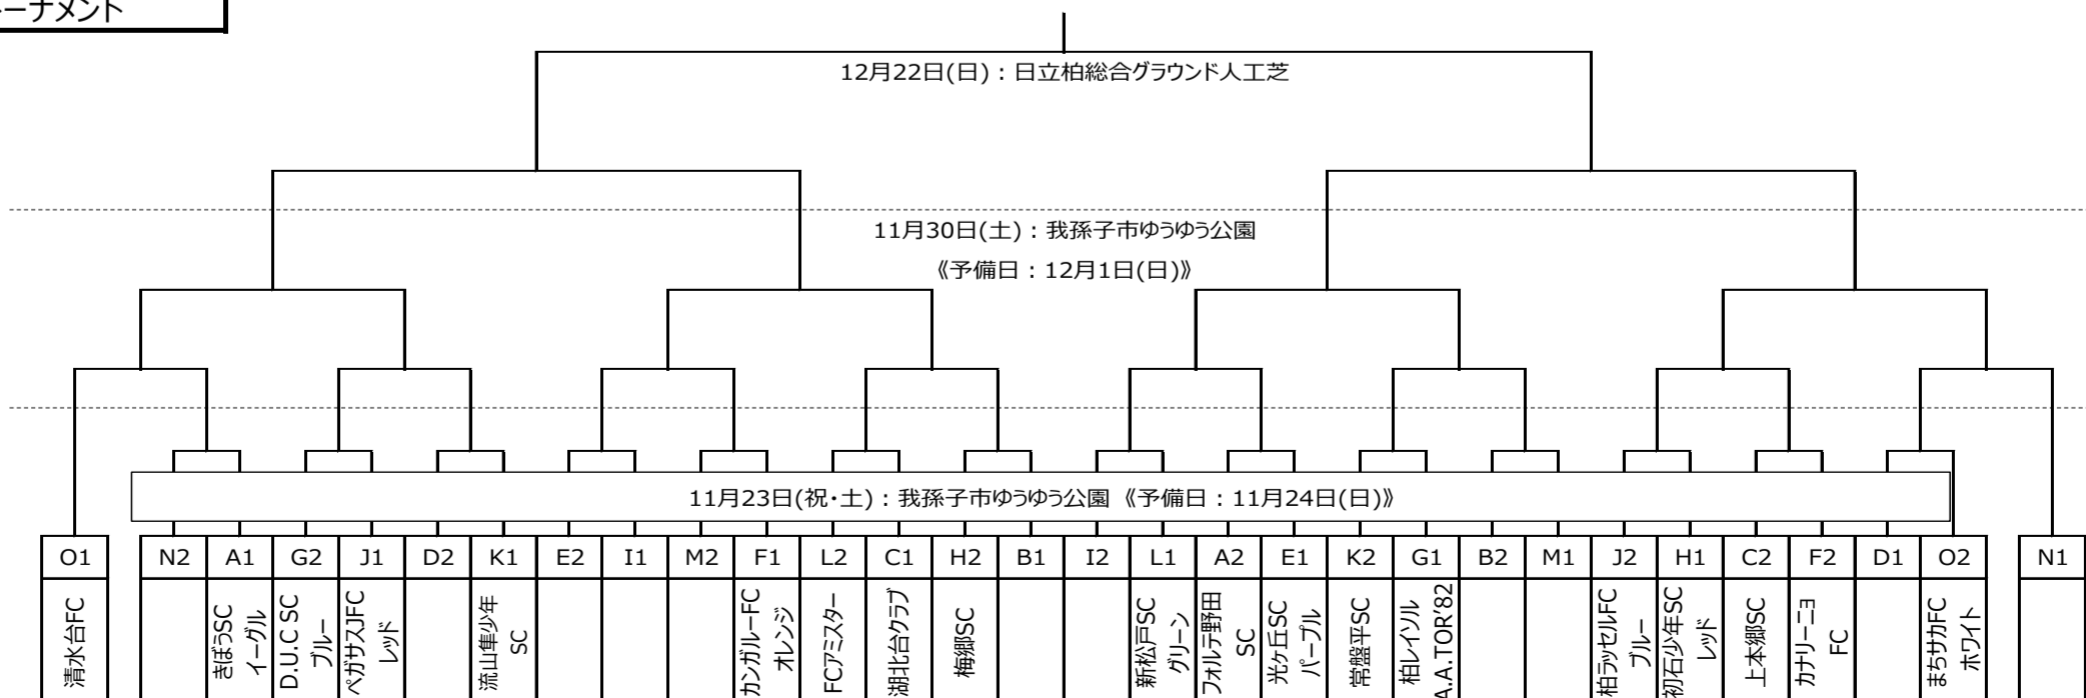 ーナメント
12月22日(日)：日立柏総合グラウンド人工芝
11月30日(土)：我孫子市ゆうゆう公園
《予備日：12月1日(日)》
11月23日(祝･土)：我孫子市ゆうゆう公園 《予備日：11月24日(日)》
O1 N2 A1 G2 J1 D2 K1 E2 I1 M2 F1 L2 C1 H2 B1 I2 L1 A2 E1 K2 G1 B2 M1 J2 H1 C2 F2 D1 O2 N1
清水台FC
きぼうSC
イーグル
D.U.C SC
ブルー
ペガサスJFC
レッド
流山隼少年
SC
カンガルーFC
オレンジ
FCアミスター
湖北台クラブ
梅郷SC
新松戸SC
グリーン
フォルテ野田
SC
光ヶ丘SC
パープル
常盤平SC
柏レイソル
A.A.TOR'82
柏ラッセルFC
ブルー
初石少年SC
レッド
上本郷SC
カナリーニョ
FC
まちサカFC
ホワイト